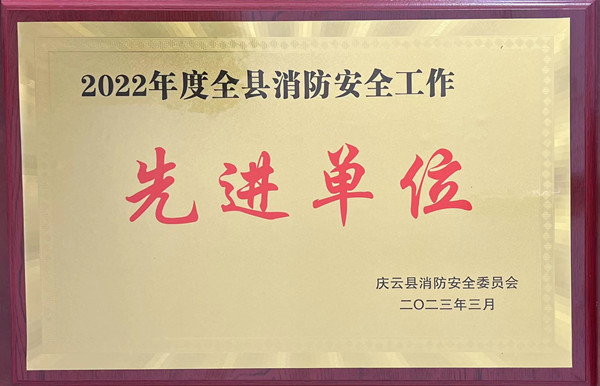 2022年度全县消防安全工作
先进单位
庆云县消防安全委员会
二〇二三年三月